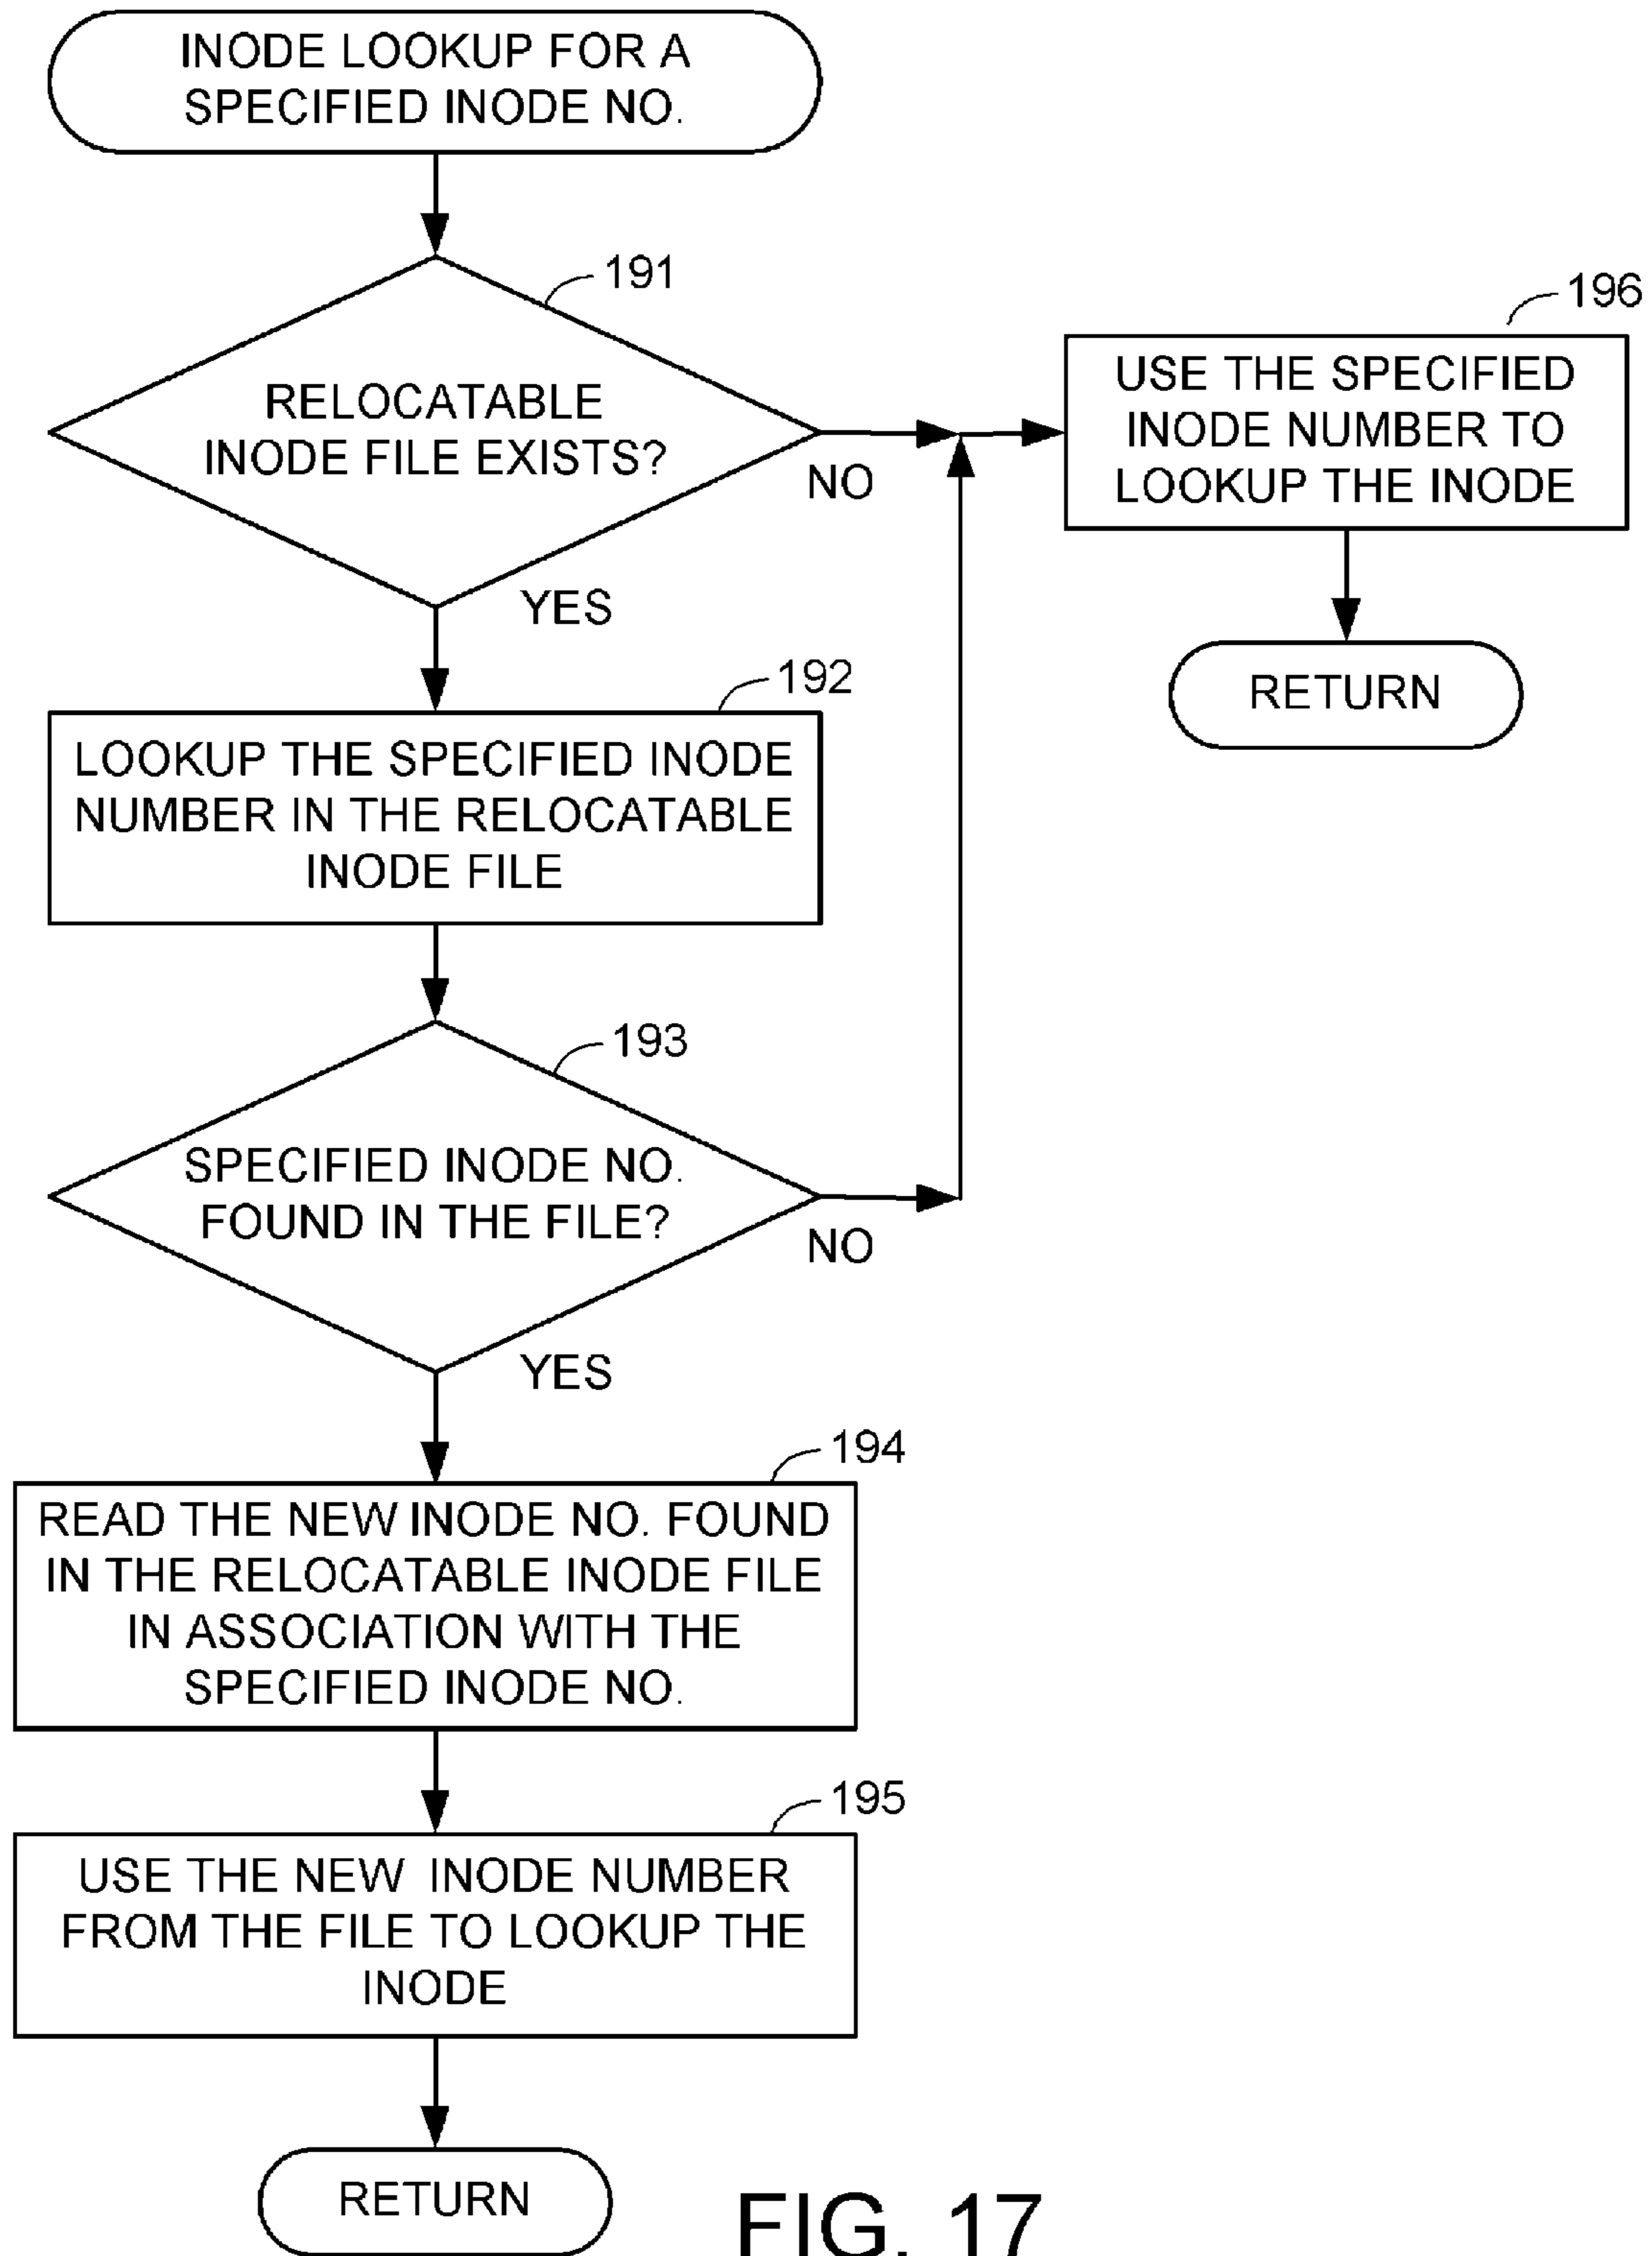 INODE LOOKUP FOR A
SPECIFIED INODE NO.
191
RELOCATABLE
INODE FILE EXISTS?
NO
YES
196
USE THE SPECIFIED
INODE NUMBER TO
LOOKUP THE INODE
RETURN
192
LOOKUP THE SPECIFIED INODE
NUMBER IN THE RELOCATABLE
INODE FILE
193
SPECIFIED INODE NO.
FOUND IN THE FILE?
NO
YES
194
READ THE NEW INODE NO. FOUND
IN THE RELOCATABLE INODE FILE
IN ASSOCIATION WITH THE
SPECIFIED INODE NO.
195
USE THE NEW INODE NUMBER
FROM THE FILE TO LOOKUP THE
INODE
RETURN
FIG. 17